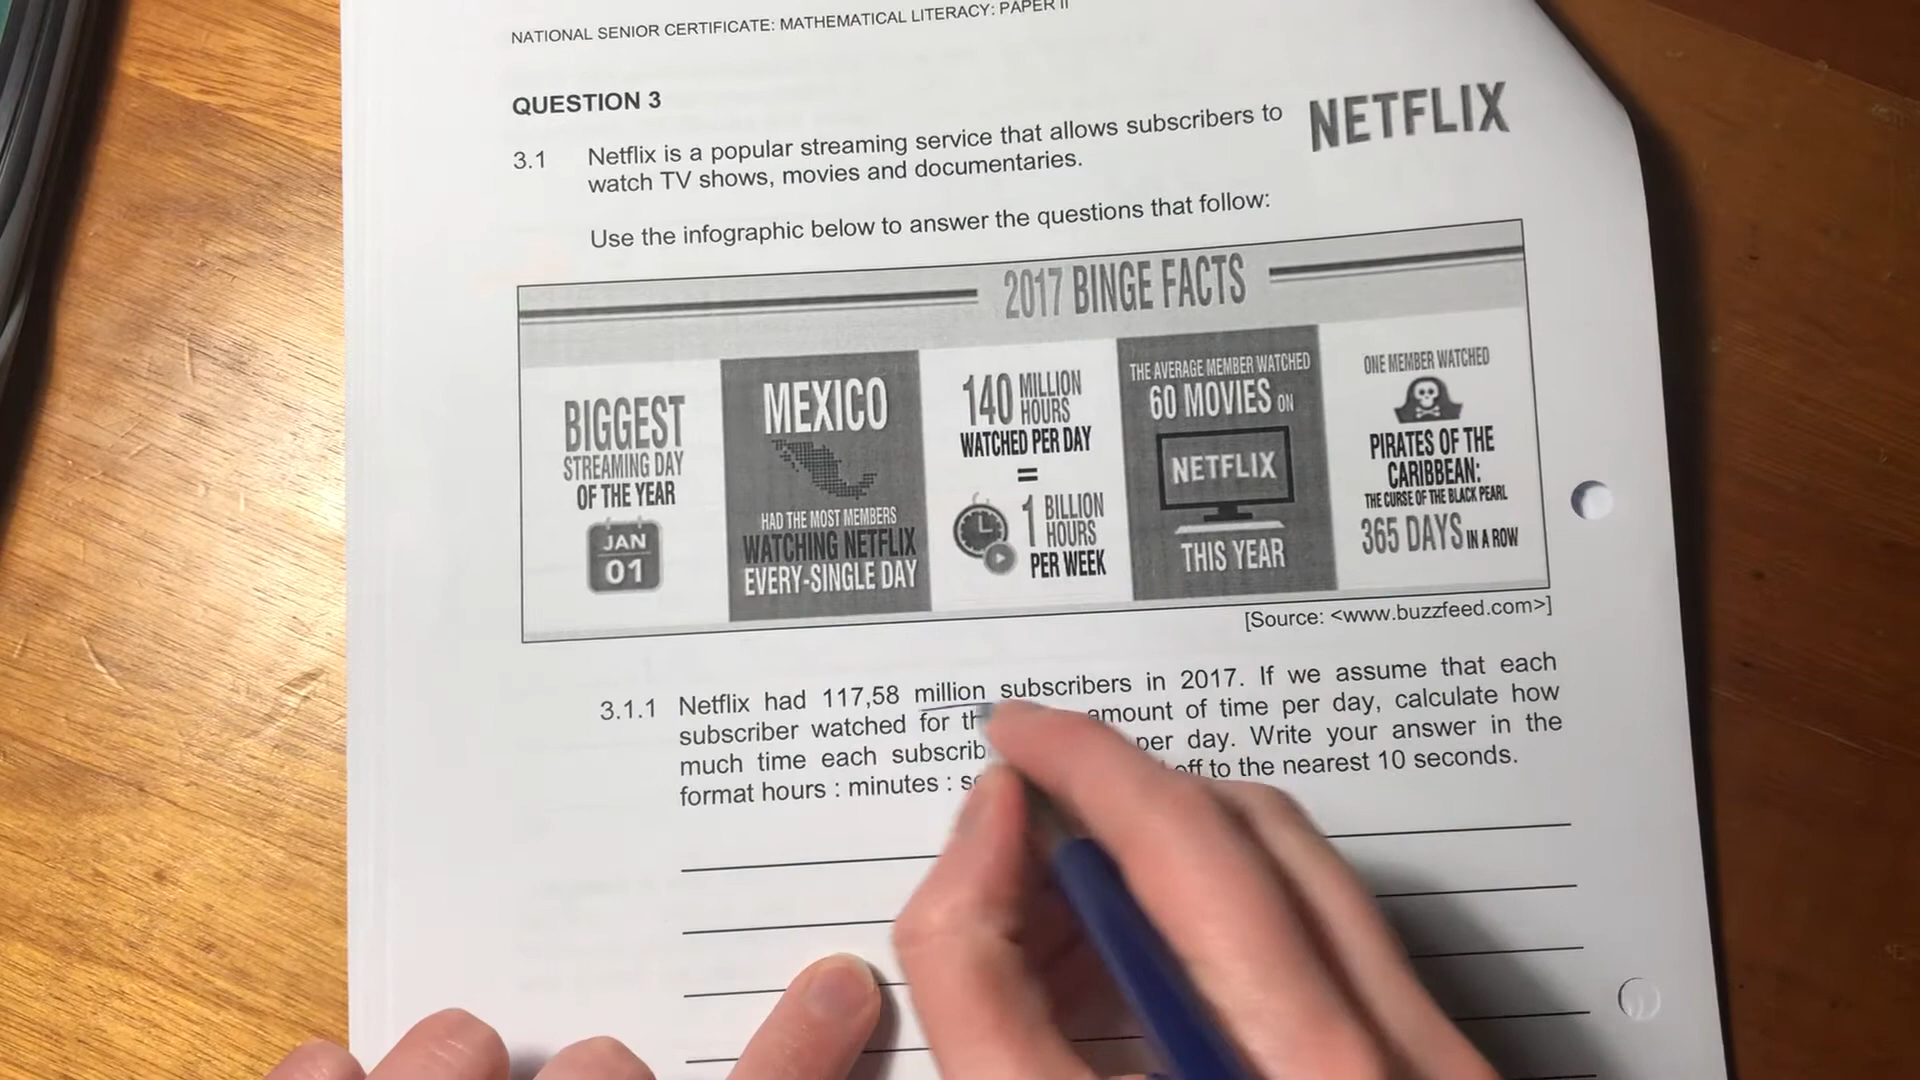 NATIONAL SENIOR CERTIFICATE: MATHEMATICAL LITERACY: PAPER II
QUESTION 3
NETFLIX
3.1 Netflix is a popular streaming service that allows subscribers to
watch TV shows, movies and documentaries.
Use the infographic below to answer the questions that follow:
2017 BINGE FACTS
BIGGEST
STREAMING DAY
OF THE YEAR
JAN
01
MEXICO
HAD THE MOST MEMBERS
WATCHING NETFLIX
EVERY-SINGLE DAY
140 MILLION
HOURS
WATCHED PER DAY
=
1 BILLION
HOURS
PER WEEK
THE AVERAGE MEMBER WATCHED
60 MOVIES ON
NETFLIX
THIS YEAR
ONE MEMBER WATCHED
PIRATES OF THE
CARIBBEAN:
THE CURSE OF THE BLACK PEARL
365 DAYS IN A ROW
[Source: <www.buzzfeed.com>]
3.1.1 Netflix had 117,58 million subscribers in 2017. If we assume that each
subscriber watched for amount of time per day, calculate how
much time each per day. Write your answer in the
format hours : minutes : off to the nearest 10 seconds.